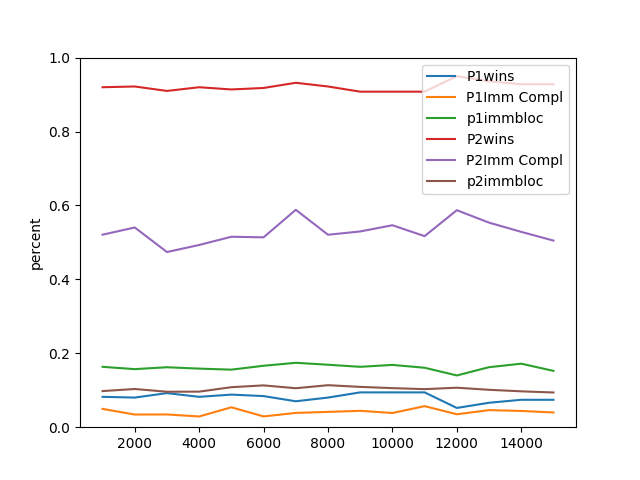 1.0
0.8
0.6
0.4
0.2
0.0
percent
2000 4000 6000 8000 10000 12000 14000
P1wins
P1Imm Compl
p1immbloc
P2wins
P2Imm Compl
p2immbloc